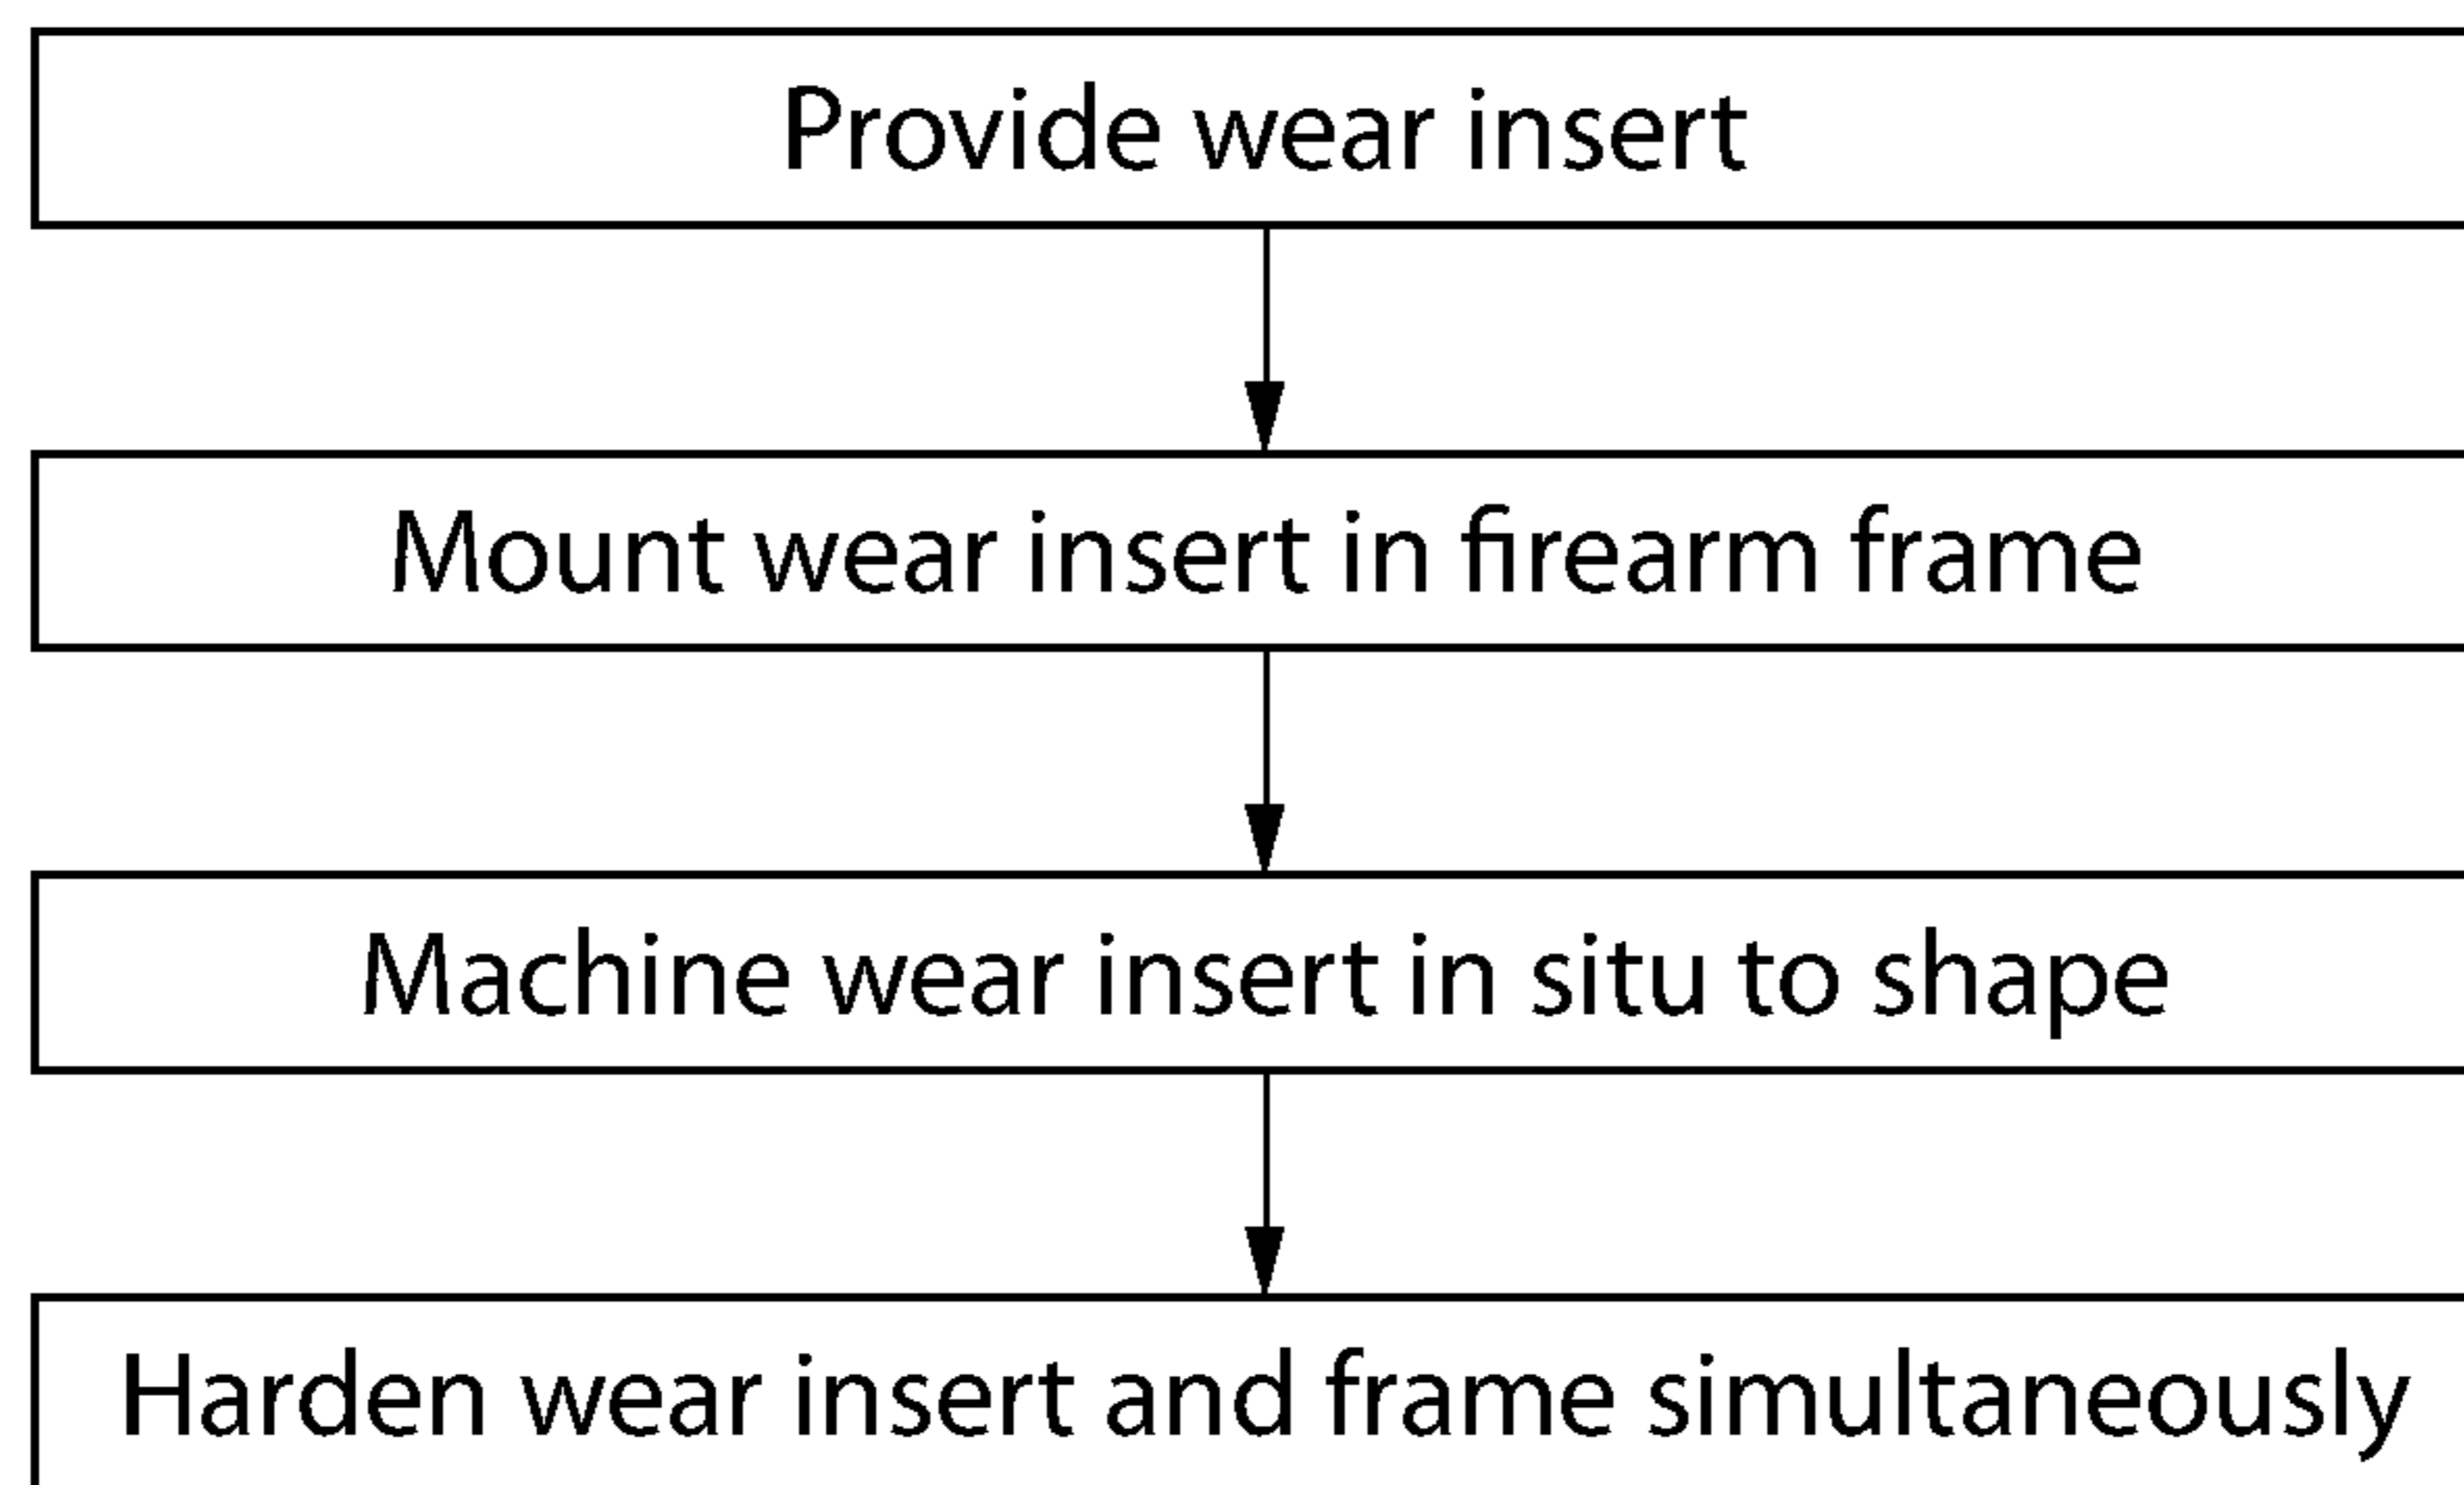 Provide wear insert
Mount wear insert in firearm frame
Machine wear insert in situ to shape
Harden wear insert and frame simultaneously